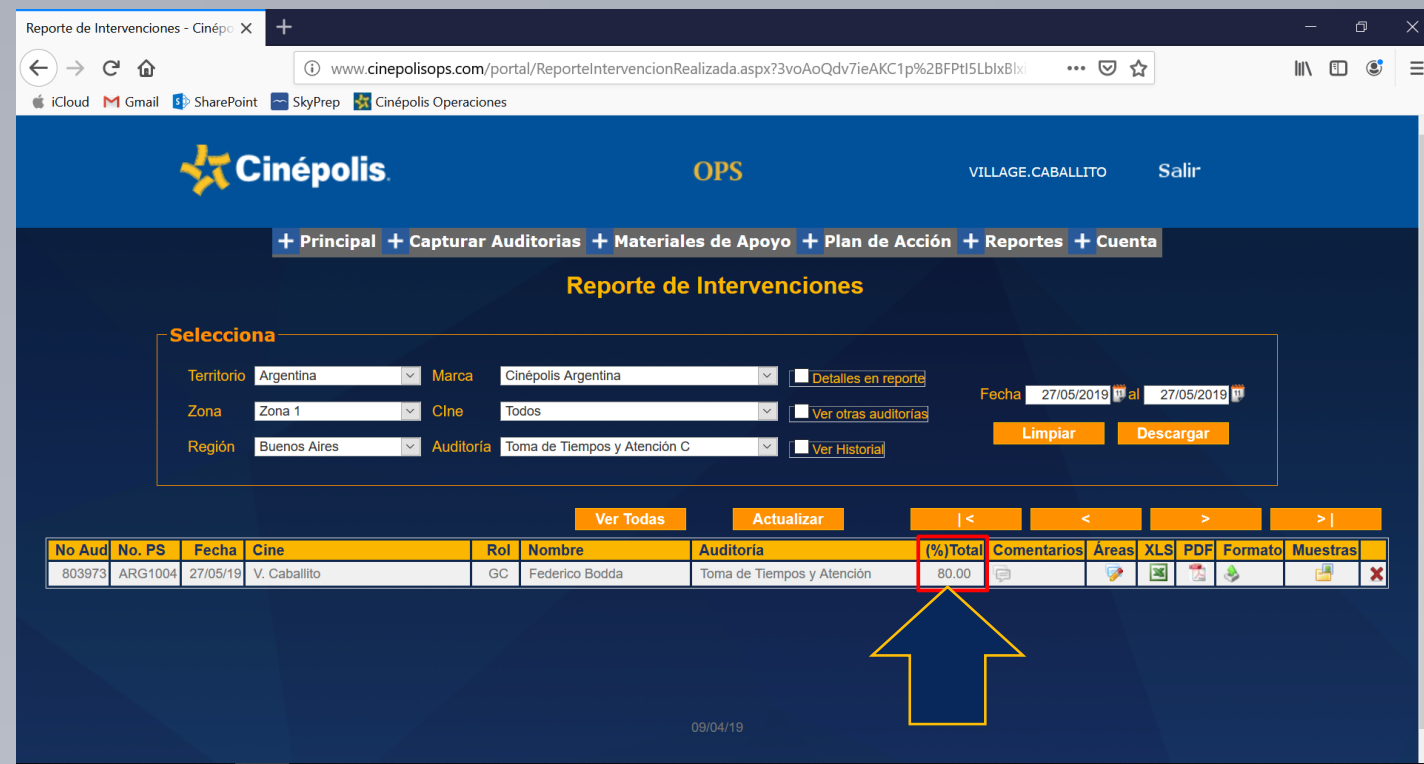 Reporte de Intervenciones - Cinépo
www.cinepolisops.com/portal/ReporteIntervencionRealizada.aspx?3voAoQdv7ieAKC1p%2BFPtI5LbIxBlxi
iCloud Gmail SharePoint SkyPrep Cinépolis Operaciones
Cinépolis. OPS VILLAGE.CABALLITO Salir
+ Principal + Capturar Auditorias + Materiales de Apoyo + Plan de Acción + Reportes + Cuenta
Reporte de Intervenciones
Selecciona
Territorio Argentina Marca Cinépolis Argentina Detalles en reporte
Fecha 27/05/2019 al 27/05/2019
Zona Zona 1 CIne Todos Ver otras auditorías
Limpiar Descargar
Región Buenos Aires Auditoría Toma de Tiempos y Atención C Ver Historial
Ver Todas Actualizar |< < > >|
No Aud No. PS Fecha Cine Rol Nombre Auditoría (%)Total Comentarios Áreas XLS PDF Formato Muestras
803973 ARG1004 27/05/19 V. Caballito GC Federico Bodda Toma de Tiempos y Atención 80.00
09/04/19